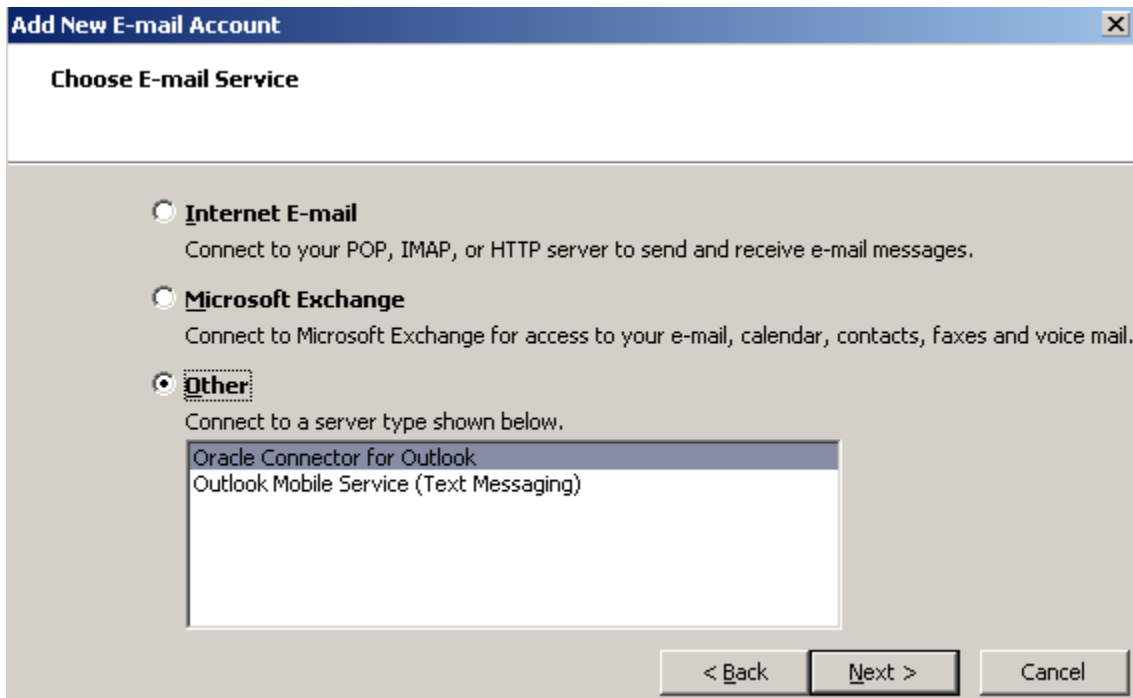 Add New E-mail Account
Choose E-mail Service
Internet E-mail
Connect to your POP, IMAP, or HTTP server to send and receive e-mail messages.
Microsoft Exchange
Connect to Microsoft Exchange for access to your e-mail, calendar, contacts, faxes and voice mail.
Other
Connect to a server type shown below.
Oracle Connector for Outlook
Outlook Mobile Service (Text Messaging)
< Back Next > Cancel